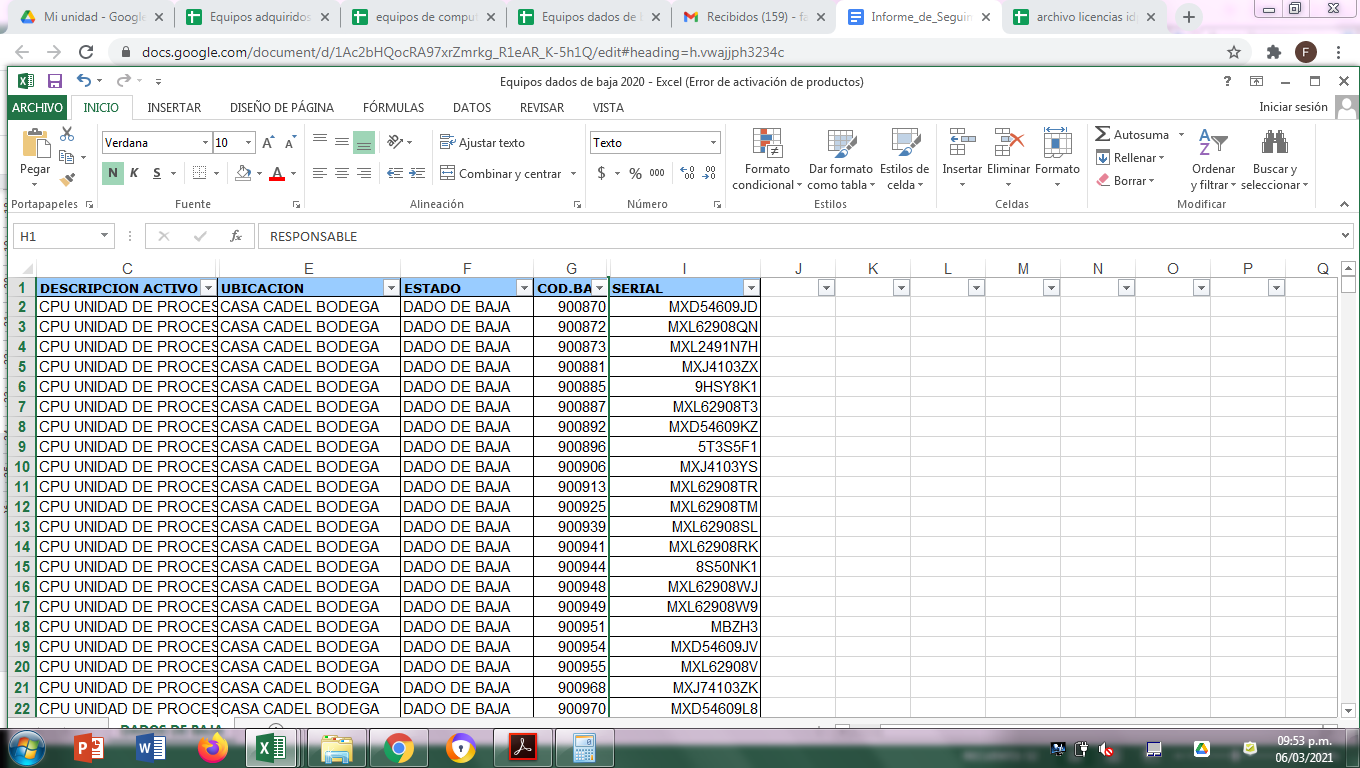 Mi unidad - Google
Equipos adquiridos
equipos de comput
Equipos dados de b
Recibidos (159) - fa
Informe_de_Seguim
archivo licencias id
docs.google.com/document/d/1Ac2bHQocRA97xrZmrkg_R1eAR_K-5h1Q/edit#heading=h.vwajjph3234c
F
Equipos dados de baja 2020 - Excel (Error de activación de productos)
ARCHIVO INICIO INSERTAR DISEÑO DE PÁGINA FÓRMULAS DATOS REVISAR VISTA Iniciar sesión
Pegar
Verdana 10
N K S
Ajustar texto
Combinar y centrar
Texto
$ % 000
Formato condicional
Dar formato como tabla
Estilos de celda
Insertar Eliminar Formato
Autosuma
Rellenar
Borrar
Ordenar y filtrar
Buscar y seleccionar
Portapapeles Fuente Alineación Número Estilos Celdas Modificar
H1 fx RESPONSABLE
C E F G I J K L M N O P Q
1 DESCRIPCION ACTIVO UBICACION ESTADO COD.BA SERIAL
2 CPU UNIDAD DE PROCES CASA CADEL BODEGA DADO DE BAJA 900870 MXD54609JD
3 CPU UNIDAD DE PROCES CASA CADEL BODEGA DADO DE BAJA 900872 MXL62908QN
4 CPU UNIDAD DE PROCES CASA CADEL BODEGA DADO DE BAJA 900873 MXL2491N7H
5 CPU UNIDAD DE PROCES CASA CADEL BODEGA DADO DE BAJA 900881 MXJ4103ZX
6 CPU UNIDAD DE PROCES CASA CADEL BODEGA DADO DE BAJA 900885 9HSY8K1
7 CPU UNIDAD DE PROCES CASA CADEL BODEGA DADO DE BAJA 900887 MXL62908T3
8 CPU UNIDAD DE PROCES CASA CADEL BODEGA DADO DE BAJA 900892 MXD54609KZ
9 CPU UNIDAD DE PROCES CASA CADEL BODEGA DADO DE BAJA 900896 5T3S5F1
10 CPU UNIDAD DE PROCES CASA CADEL BODEGA DADO DE BAJA 900906 MXJ4103YS
11 CPU UNIDAD DE PROCES CASA CADEL BODEGA DADO DE BAJA 900913 MXL62908TR
12 CPU UNIDAD DE PROCES CASA CADEL BODEGA DADO DE BAJA 900925 MXL62908TM
13 CPU UNIDAD DE PROCES CASA CADEL BODEGA DADO DE BAJA 900939 MXL62908SL
14 CPU UNIDAD DE PROCES CASA CADEL BODEGA DADO DE BAJA 900941 MXL62908RK
15 CPU UNIDAD DE PROCES CASA CADEL BODEGA DADO DE BAJA 900944 8S50NK1
16 CPU UNIDAD DE PROCES CASA CADEL BODEGA DADO DE BAJA 900948 MXL62908WJ
17 CPU UNIDAD DE PROCES CASA CADEL BODEGA DADO DE BAJA 900949 MXL62908W9
18 CPU UNIDAD DE PROCES CASA CADEL BODEGA DADO DE BAJA 900951 MBZH3
19 CPU UNIDAD DE PROCES CASA CADEL BODEGA DADO DE BAJA 900954 MXD54609JV
20 CPU UNIDAD DE PROCES CASA CADEL BODEGA DADO DE BAJA 900955 MXL62908V
21 CPU UNIDAD DE PROCES CASA CADEL BODEGA DADO DE BAJA 900968 MXJ74103ZK
22 CPU UNIDAD DE PROCES CASA CADEL BODEGA DADO DE BAJA 900970 MXD54609L8
DADOS DE BAJA
09:53 p.m.
06/03/2021